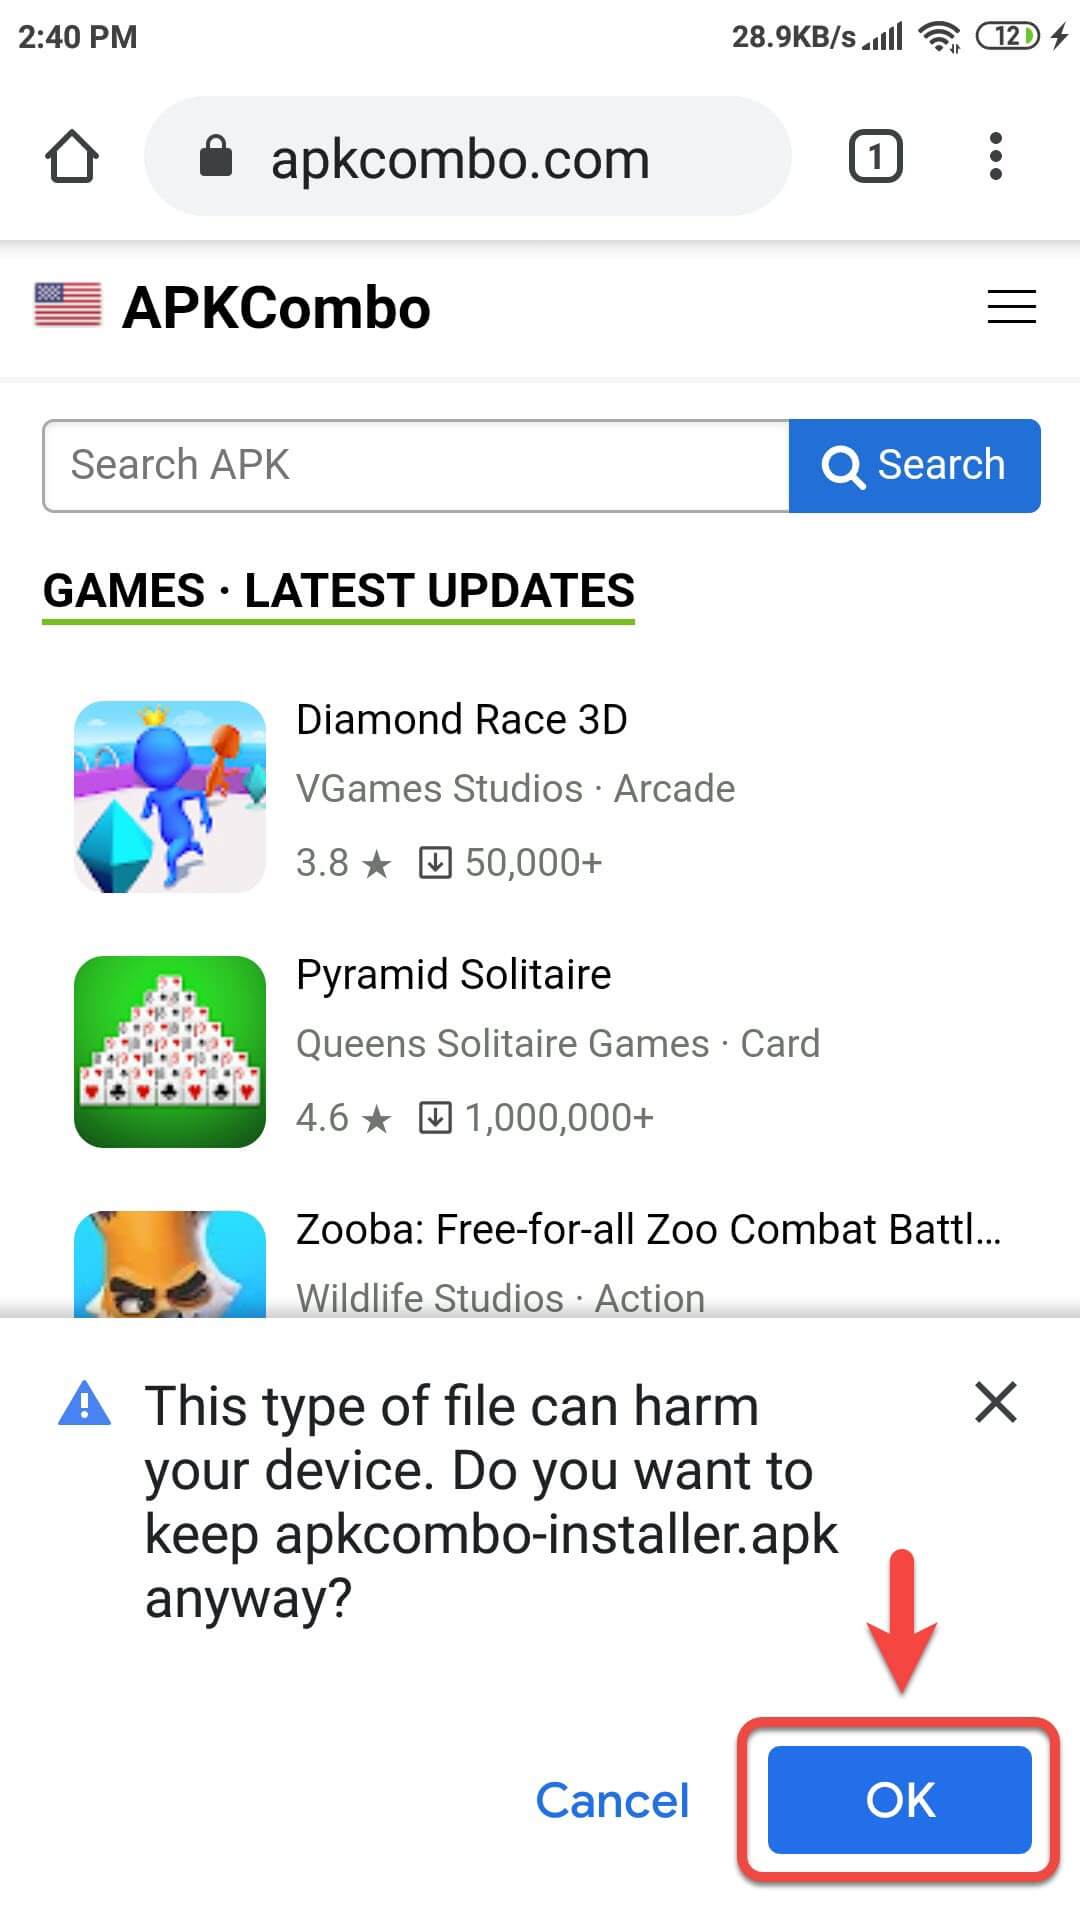 2:40 PM 28.9KB/s 12
apkcombo.com 1
APKCombo
Search APK Search
GAMES · LATEST UPDATES
Diamond Race 3D
VGames Studios · Arcade
3.8 ★ 50,000+
Pyramid Solitaire
Queens Solitaire Games · Card
4.6 ★ 1,000,000+
Zooba: Free-for-all Zoo Combat Battl...
Wildlife Studios · Action
This type of file can harm
your device. Do you want to
keep apkcombo-installer.apk
anyway?
Cancel OK